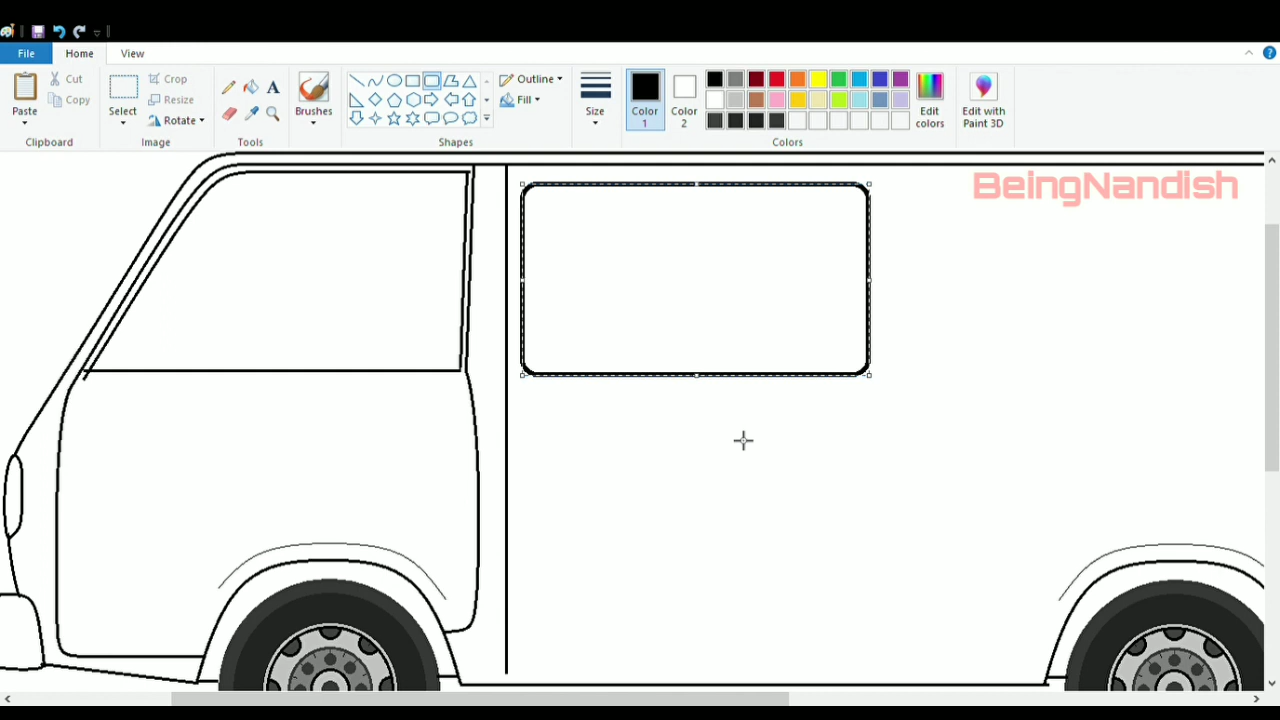 File Home View
Paste
Cut
Copy
Clipboard
Select
Crop
Resize
Rotate
Image
A
Tools
Brushes
Outline
Fill
Shapes
Size
Color
1
Color
2
Edit
colors
Colors
Edit with
Paint 3D
?
BeingNandish